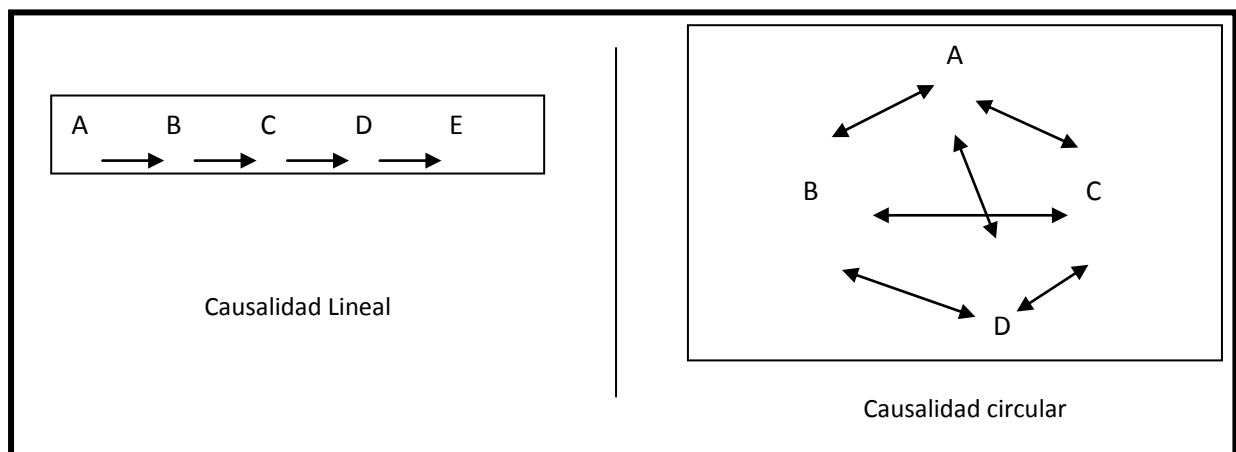 A B C D E
Causalidad Lineal
A
B C
D
Causalidad circular